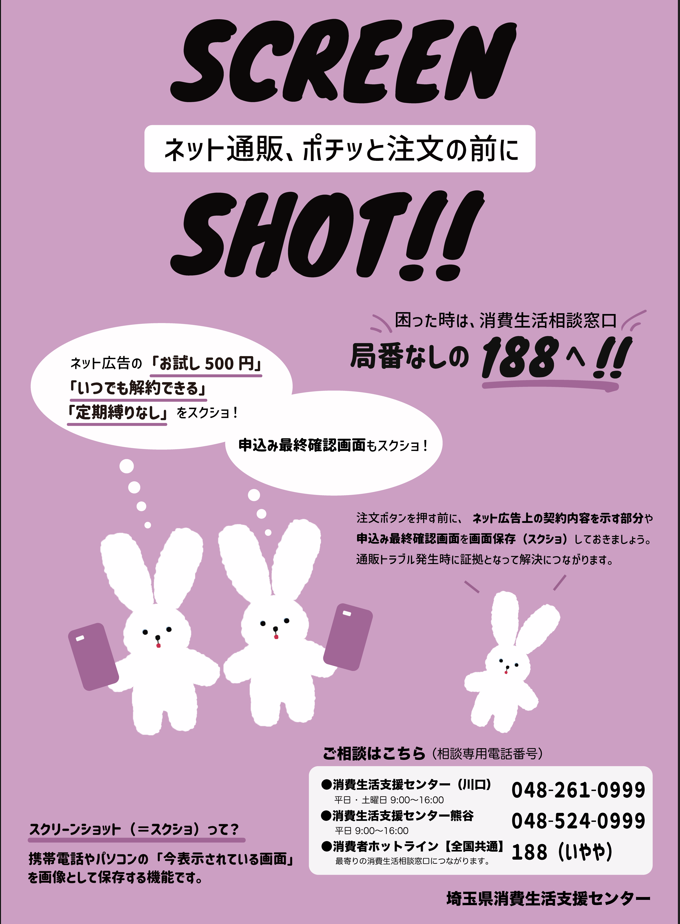 SCREEN
ネット通販、ポチッと注文の前に
SHOT!!
困った時は、消費生活相談窓口
局番なしの 188 へ!!
ネット広告の「お試し500円」
「いつでも解約できる」
「定期縛りなし」をスクショ！
申込み最終確認画面もスクショ！
注文ボタンを押す前に、ネット広告上の契約内容を示す部分や
申込み最終確認画面を画面保存（スクショ）しておきましょう。
通販トラブル発生時に証拠となって解決につながります。
ご相談はこちら（相談専用電話番号）
●消費生活支援センター（川口） 048-261-0999
平日・土曜日 9:00〜16:00
●消費生活支援センター熊谷 048-524-0999
平日 9:00〜16:00
●消費者ホットライン【全国共通】 188（いやや）
最寄りの消費生活相談窓口につながります。
スクリーンショット（＝スクショ）って？
携帯電話やパソコンの「今表示されている画面」
を画像として保存する機能です。
埼玉県消費生活支援センター